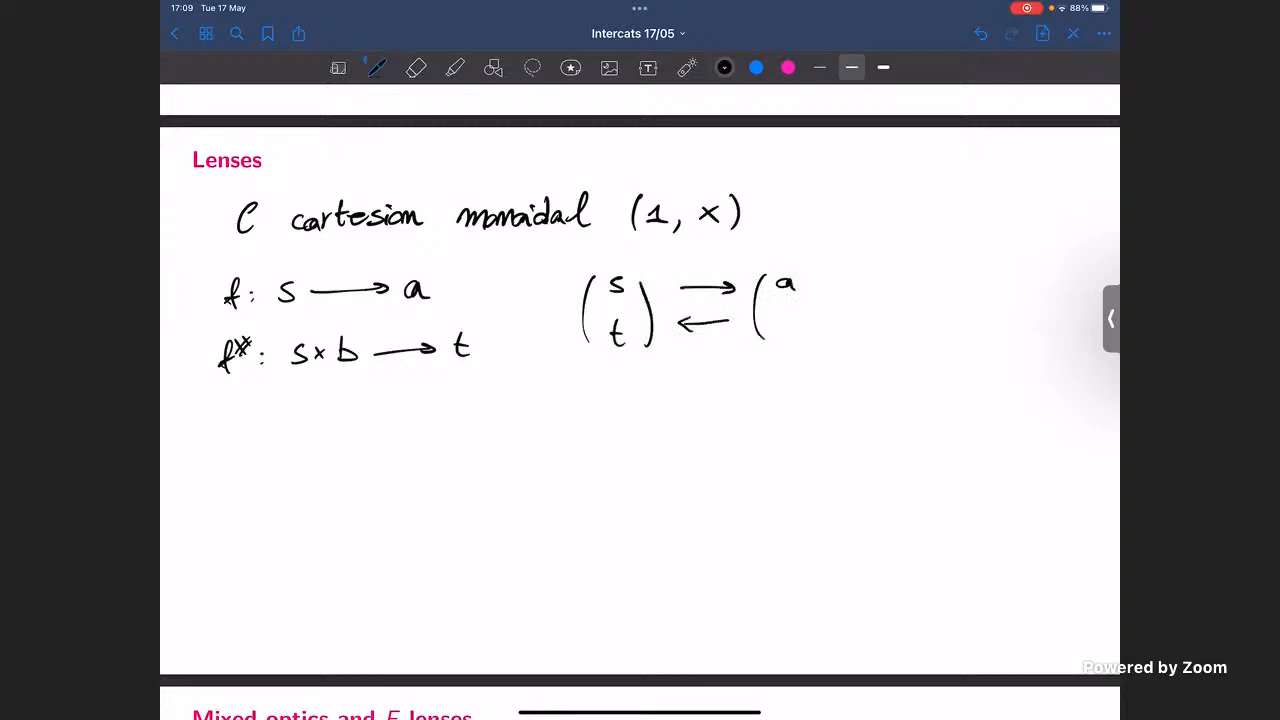 17:09 Tue 17 May
88%
Intercats 17/05
Lenses
C cartesian monoidal (1, ×)
f: s ⟶ a
f^#: s×b ⟶ t
( s t ) ⟶ ⟵ ( a
Powered by Zoom
Mixed optics and F lenses